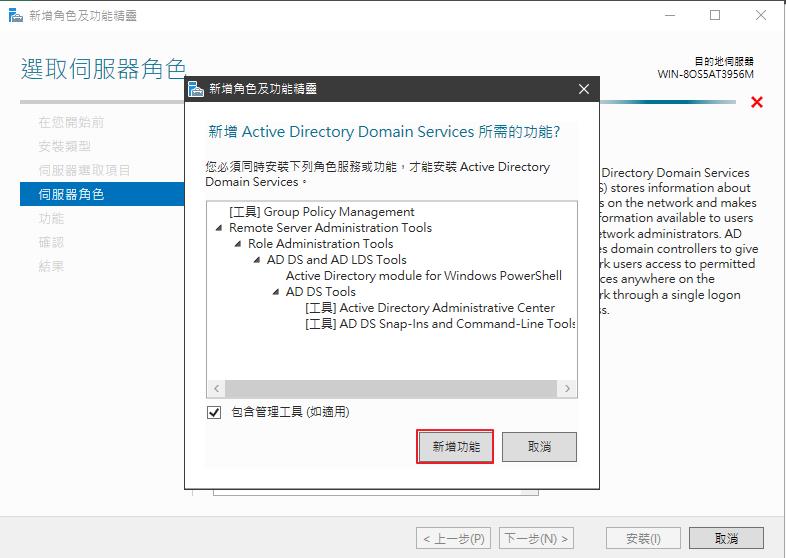 新增角色及功能精靈
選取伺服器角色
目的地伺服器
WIN-8OS5AT3956M
在您開始前
安裝類型
伺服器選取項目
伺服器角色
功能
確認
結果
新增角色及功能精靈
新增 Active Directory Domain Services 所需的功能?
您必須同時安裝下列角色服務或功能，才能安裝 Active Directory
Domain Services。
[工具] Group Policy Management
Remote Server Administration Tools
Role Administration Tools
AD DS and AD LDS Tools
Active Directory module for Windows PowerShell
AD DS Tools
[工具] Active Directory Administrative Center
[工具] AD DS Snap-Ins and Command-Line Tools
包含管理工具 (如適用)
新增功能
取消
Directory Domain Services
S) stores information about
s on the network and makes
formation available to users
etwork administrators. AD
es domain controllers to give
rk users access to permitted
ces anywhere on the
rk through a single logon
ss.
< 上一步(P)
下一步(N) >
安裝(I)
取消